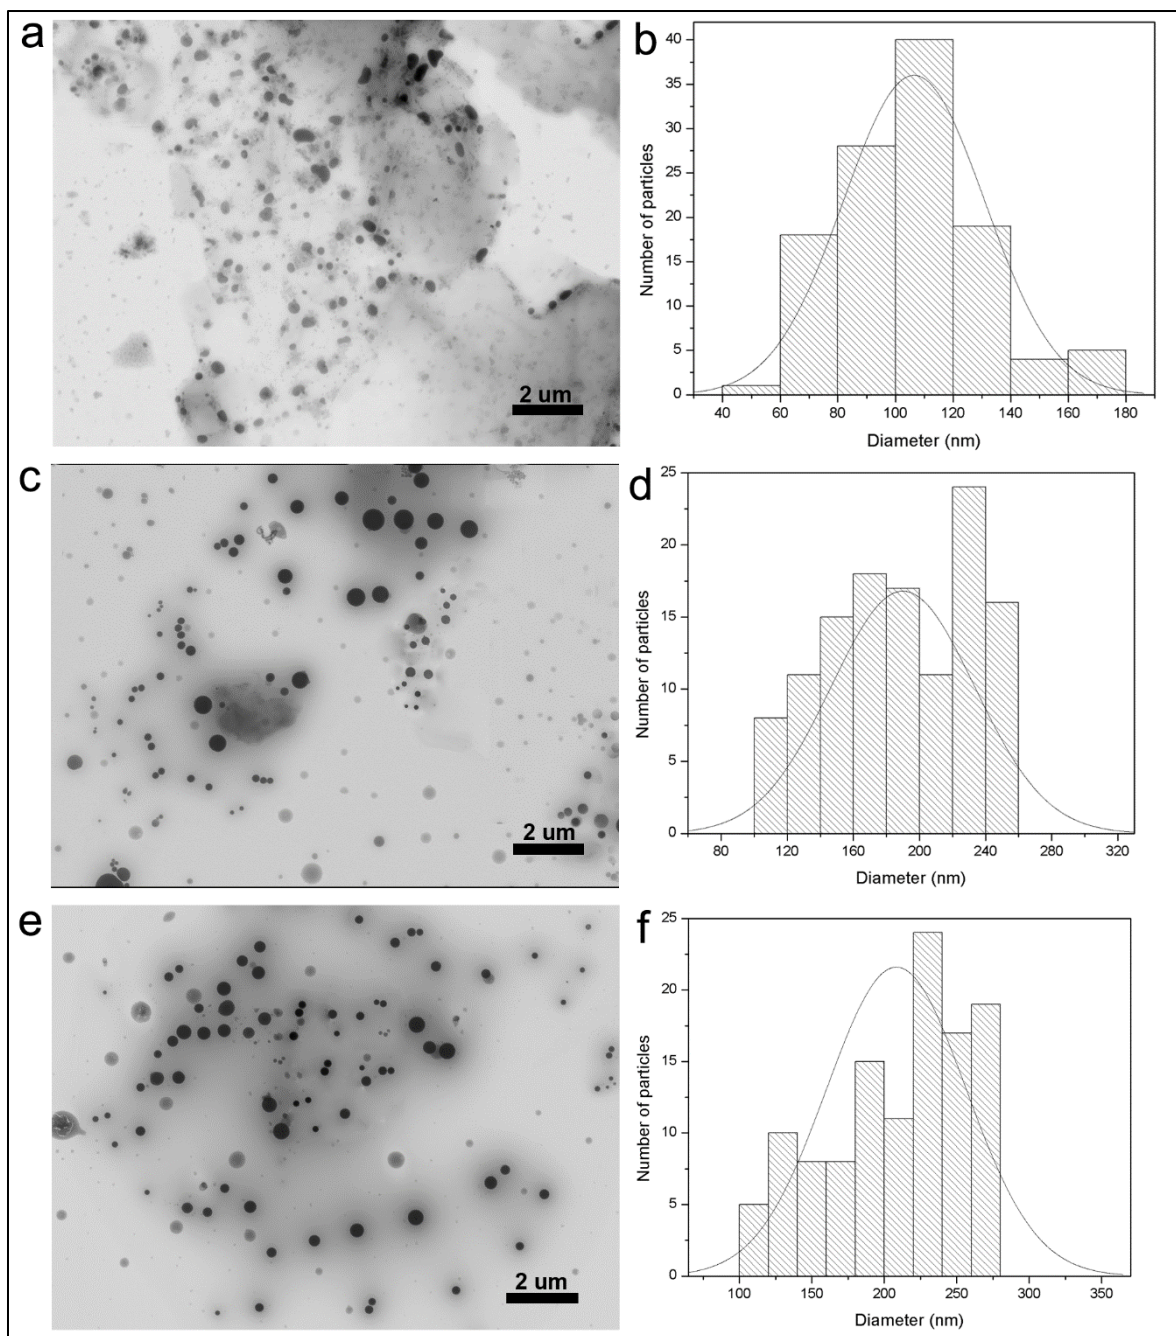 a
2 um
b
Number of particles
40
35
30
25
20
15
10
5
0
40 60 80 100 120 140 160 180
Diameter (nm)
c
2 um
d
Number of particles
25
20
15
10
5
0
80 120 160 200 240 280 320
Diameter (nm)
e
2 um
f
Number of particles
25
20
15
10
5
0
100 150 200 250 300 350
Diameter (nm)